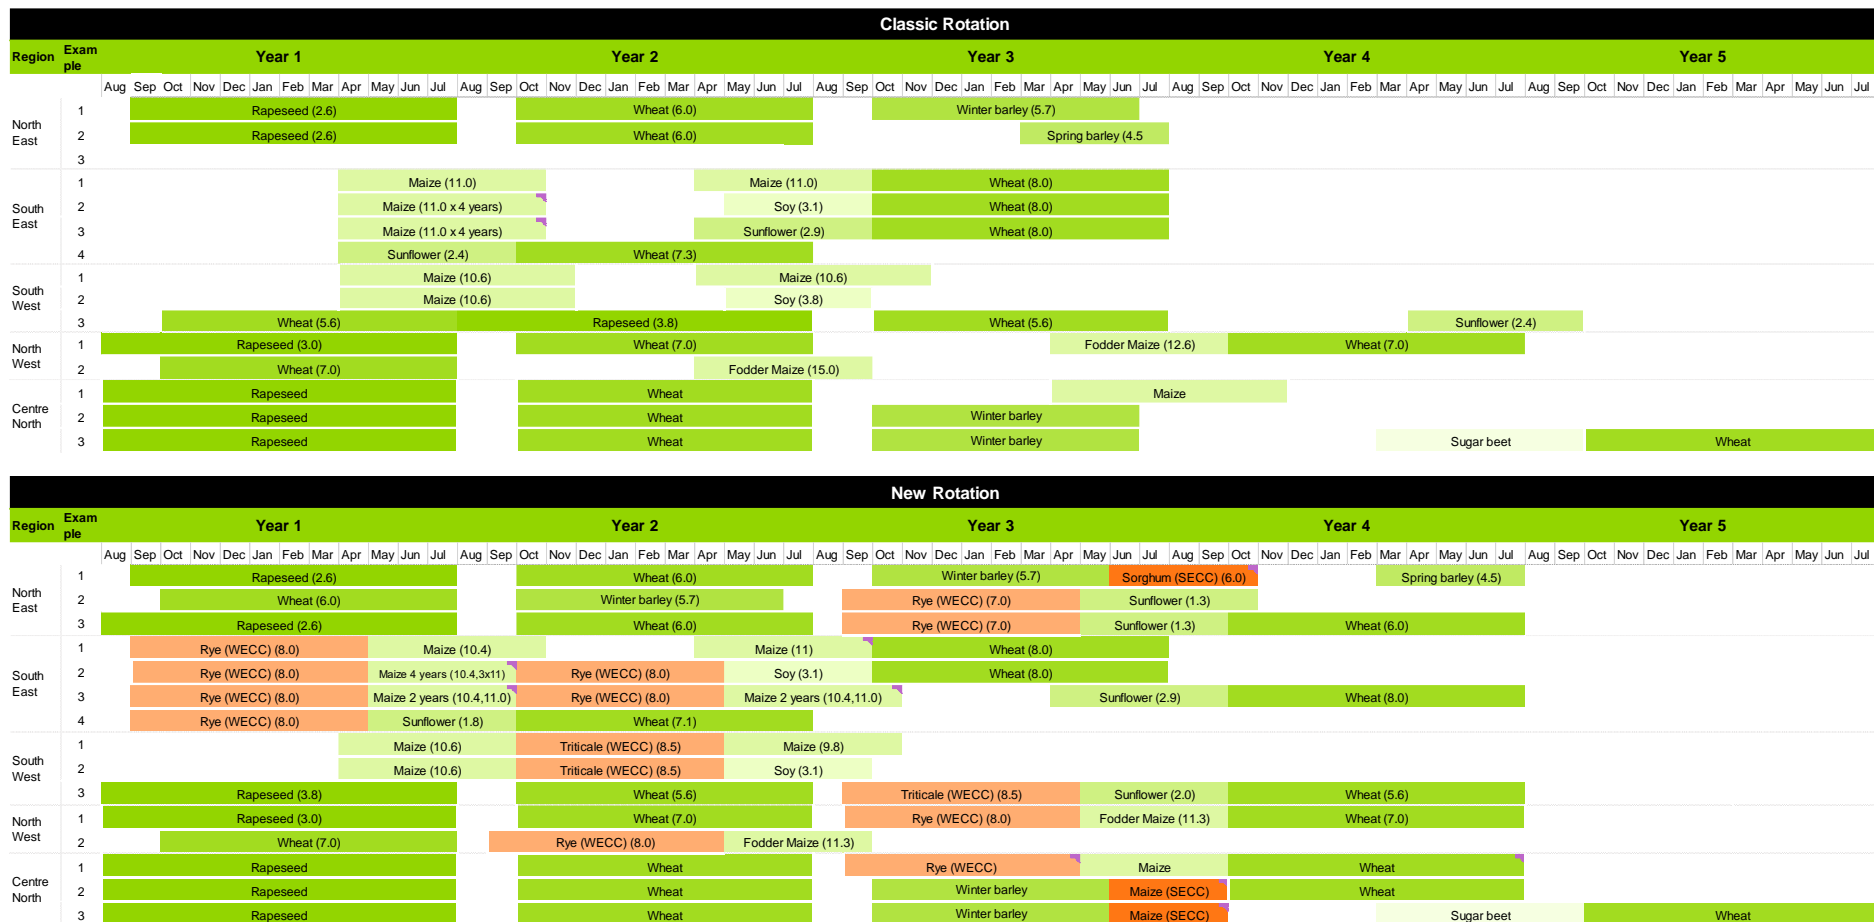 Classic Rotation
Region Exam ple Year 1 Year 2 Year 3 Year 4 Year 5
Aug Sep Oct Nov Dec Jan Feb Mar Apr May Jun Jul Aug Sep Oct Nov Dec Jan Feb Mar Apr May Jun Jul Aug Sep Oct Nov Dec Jan Feb Mar Apr May Jun Jul Aug Sep Oct Nov Dec Jan Feb Mar Apr May Jun Jul Aug Sep Oct Nov Dec Jan Feb Mar Apr May Jun Jul
North East
1 Rapeseed (2.6) Wheat (6.0) Winter barley (5.7)
2 Rapeseed (2.6) Wheat (6.0) Spring barley (4.5
3
South East
1 Maize (11.0) Maize (11.0) Wheat (8.0)
2 Maize (11.0 x 4 years) Soy (3.1) Wheat (8.0)
3 Maize (11.0 x 4 years) Sunflower (2.9) Wheat (8.0)
4 Sunflower (2.4) Wheat (7.3)
South West
1 Maize (10.6) Maize (10.6)
2 Maize (10.6) Soy (3.8)
3 Wheat (5.6) Rapeseed (3.8) Wheat (5.6) Sunflower (2.4)
North West
1 Rapeseed (3.0) Wheat (7.0) Fodder Maize (12.6) Wheat (7.0)
2 Wheat (7.0) Fodder Maize (15.0)
Centre North
1 Rapeseed Wheat Maize
2 Rapeseed Wheat Winter barley
3 Rapeseed Wheat Winter barley Sugar beet Wheat
New Rotation
Region Exam ple Year 1 Year 2 Year 3 Year 4 Year 5
Aug Sep Oct Nov Dec Jan Feb Mar Apr May Jun Jul Aug Sep Oct Nov Dec Jan Feb Mar Apr May Jun Jul Aug Sep Oct Nov Dec Jan Feb Mar Apr May Jun Jul Aug Sep Oct Nov Dec Jan Feb Mar Apr May Jun Jul Aug Sep Oct Nov Dec Jan Feb Mar Apr May Jun Jul
North East
1 Rapeseed (2.6) Wheat (6.0) Winter barley (5.7) Sorghum (SECC) (6.0) Spring barley (4.5)
2 Wheat (6.0) Winter barley (5.7) Rye (WECC) (7.0) Sunflower (1.3)
3 Rapeseed (2.6) Wheat (6.0) Rye (WECC) (7.0) Sunflower (1.3) Wheat (6.0)
South East
1 Rye (WECC) (8.0) Maize (10.4) Maize (11) Wheat (8.0)
2 Rye (WECC) (8.0) Maize 4 years (10.4,3x11) Rye (WECC) (8.0) Soy (3.1) Wheat (8.0)
3 Rye (WECC) (8.0) Maize 2 years (10.4,11.0) Rye (WECC) (8.0) Maize 2 years (10.4,11.0) Sunflower (2.9) Wheat (8.0)
4 Rye (WECC) (8.0) Sunflower (1.8) Wheat (7.1)
South West
1 Maize (10.6) Triticale (WECC) (8.5) Maize (9.8)
2 Maize (10.6) Triticale (WECC) (8.5) Soy (3.1)
3 Rapeseed (3.8) Wheat (5.6) Triticale (WECC) (8.5) Sunflower (2.0) Wheat (5.6)
North West
1 Rapeseed (3.0) Wheat (7.0) Rye (WECC) (8.0) Fodder Maize (11.3) Wheat (7.0)
2 Wheat (7.0) Rye (WECC) (8.0) Fodder Maize (11.3)
Centre North
1 Rapeseed Wheat Rye (WECC) Maize Wheat
2 Rapeseed Wheat Winter barley Maize (SECC) Wheat
3 Rapeseed Wheat Winter barley Maize (SECC) Sugar beet Wheat